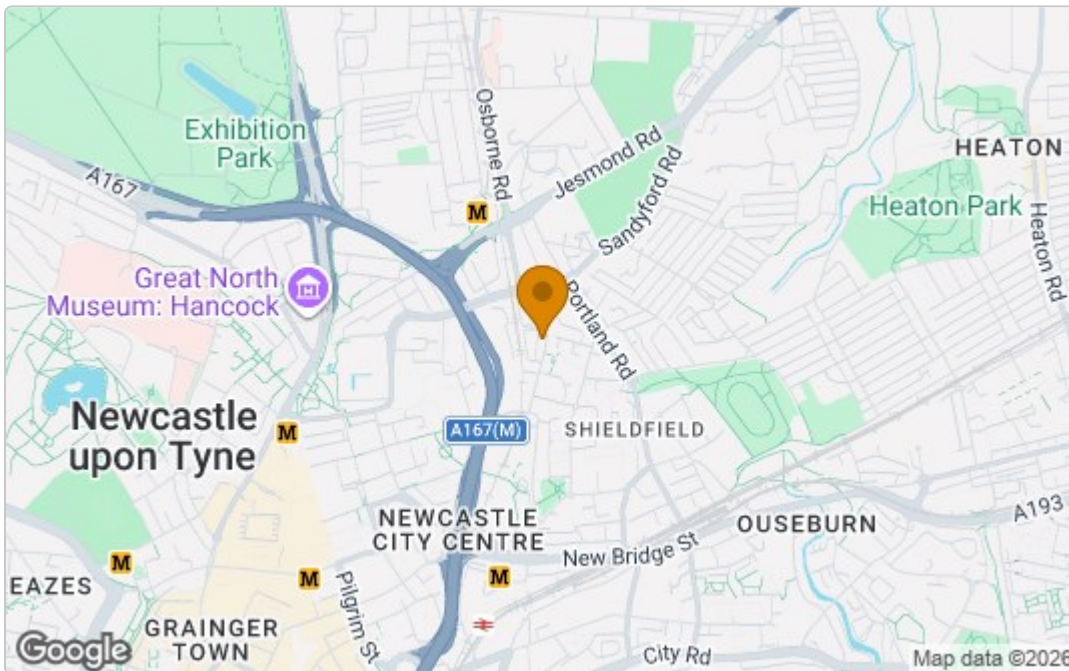 Osborne Rd
Exhibition
Park
A167
M
Jesmond Rd
Sandyford Rd
HEATON
Heaton Park
Heaton Rd
Great North
Museum: Hancock
Portland Rd
Newcastle
upon Tyne
M
A167(M)
SHIELDFIELD
NEWCASTLE
CITY CENTRE
OUSEBURN
A193
New Bridge St
EAZES
M
M
M
Pilgrim St
GRAINGER
TOWN
City Rd
Google
Map data ©2026